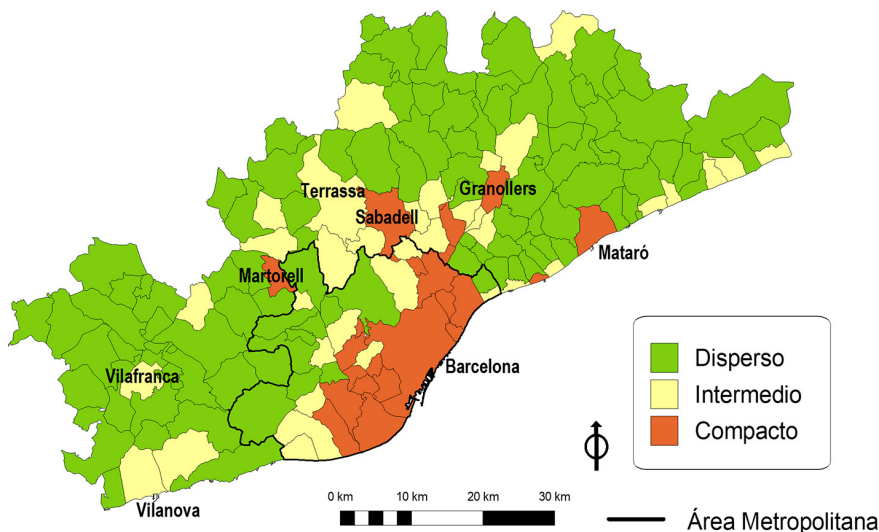 Terrassa
Granollers
Sabadell
Mataró
Martorell
Barcelona
Vilafranca
Vilanova
Disperso
Intermedio
Compacto
0 km 10 km 20 km 30 km
Área Metropolitana